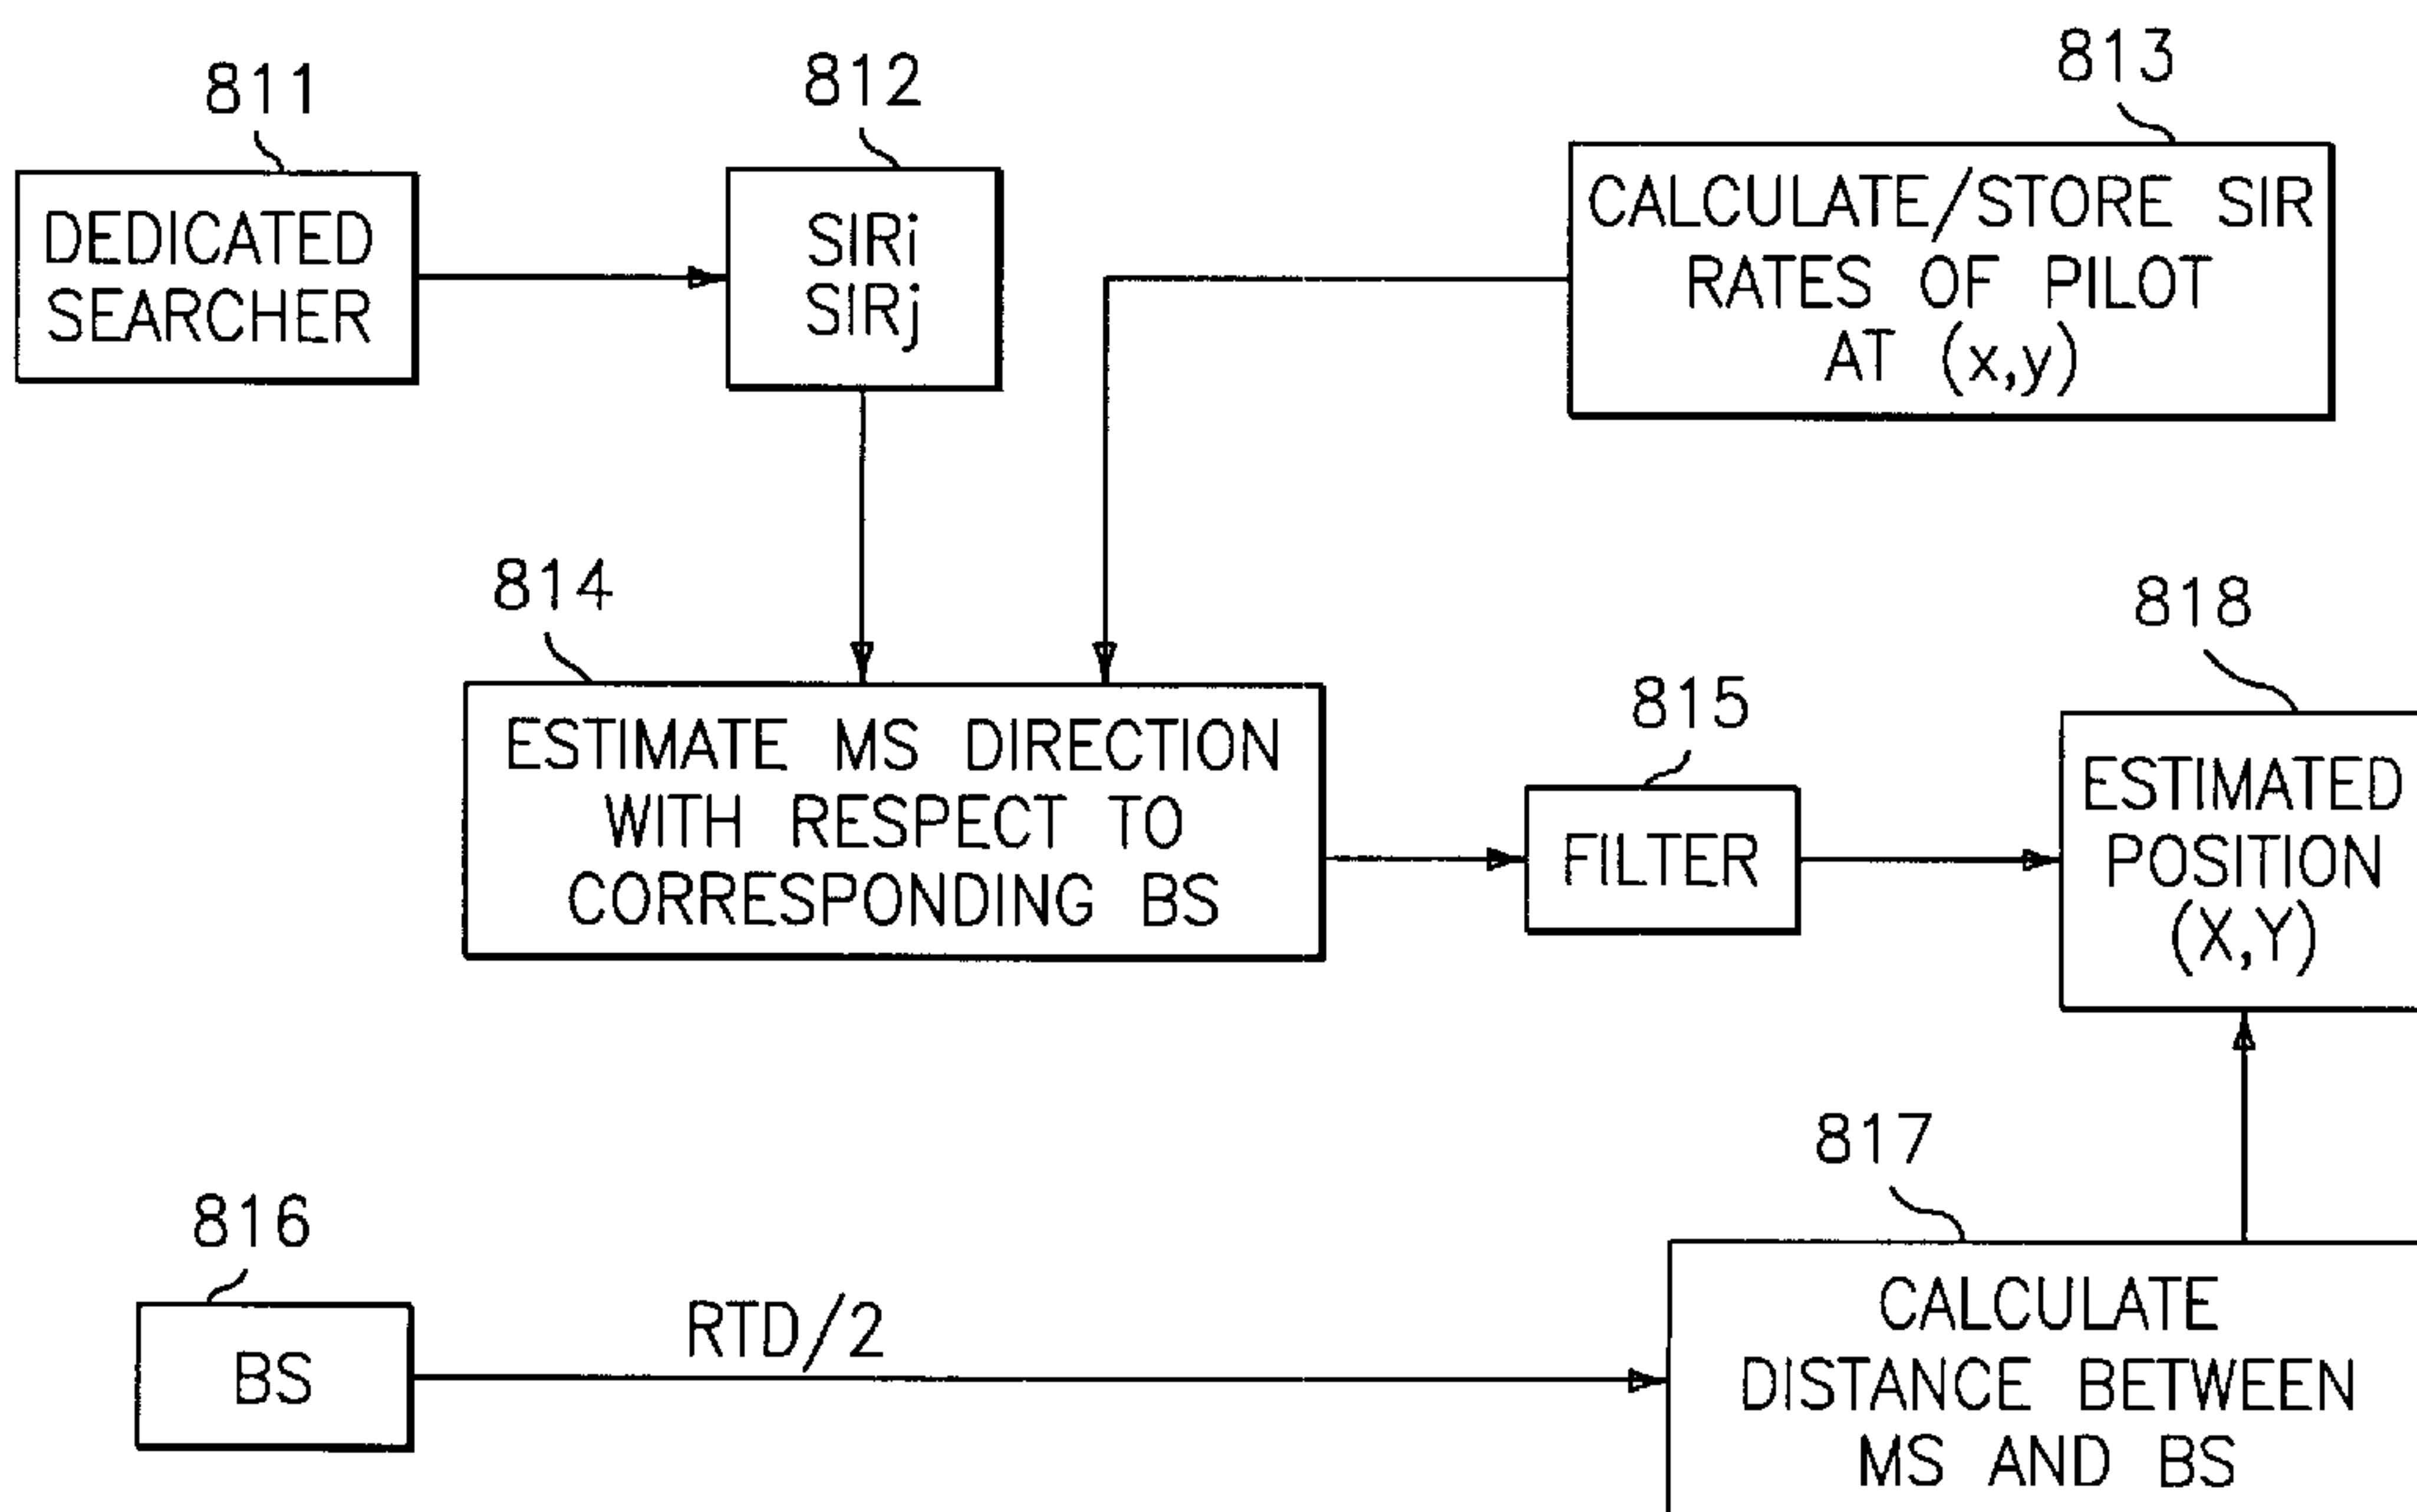 811
DEDICATED
SEARCHER
812
SIRi
SIRj
813
CALCULATE/STORE SIR
RATES OF PILOT
AT (x,y)
814
ESTIMATE MS DIRECTION
WITH RESPECT TO
CORRESPONDING BS
815
FILTER
818
ESTIMATED
POSITION
(X,Y)
816
BS
RTD/2
817
CALCULATE
DISTANCE BETWEEN
MS AND BS